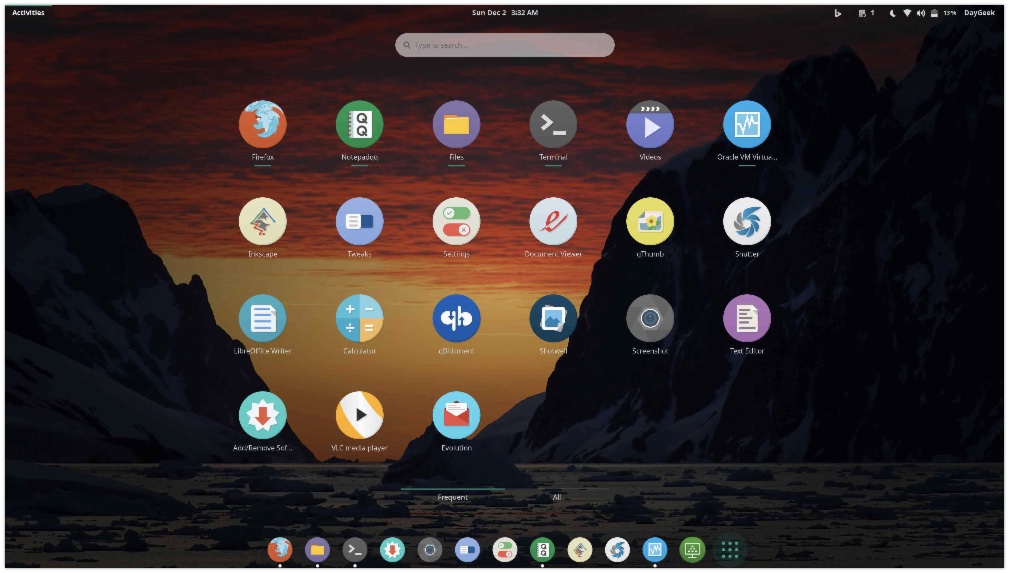 Activities
Sun Dec 2 3:32 AM
1
13%
DayGeek
Type to search...
Firefox
Notepadqq
Files
Terminal
Videos
Oracle VM Virtua...
Inkscape
Tweaks
Settings
Document Viewer
gThumb
Shutter
LibreOffice Writer
Calculator
qBittorrent
Shotwell
Screenshot
Text Editor
Add/Remove Sof...
VLC media player
Evolution
Frequent
All